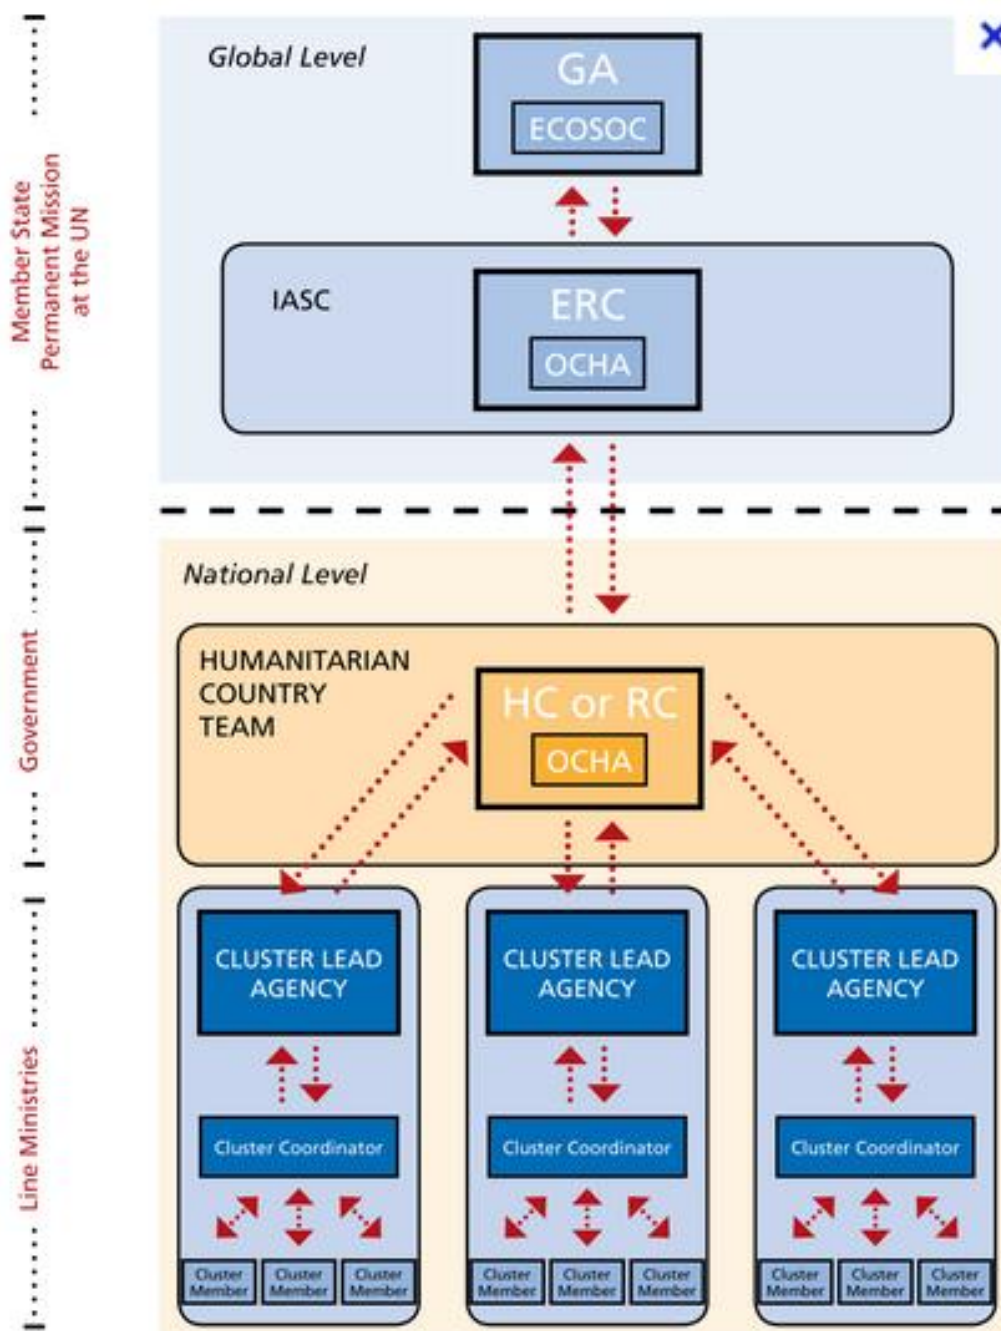 Global Level
GA
ECOSOC
Member State
Permanent Mission
at the UN
IASC
ERC
OCHA
National Level
Government
HUMANITARIAN
COUNTRY
TEAM
HC or RC
OCHA
Line Ministries
CLUSTER LEAD
AGENCY
CLUSTER LEAD
AGENCY
CLUSTER LEAD
AGENCY
Cluster Coordinator
Cluster Coordinator
Cluster Coordinator
Cluster
Member
Cluster
Member
Cluster
Member
Cluster
Member
Cluster
Member
Cluster
Member
Cluster
Member
Cluster
Member
Cluster
Member